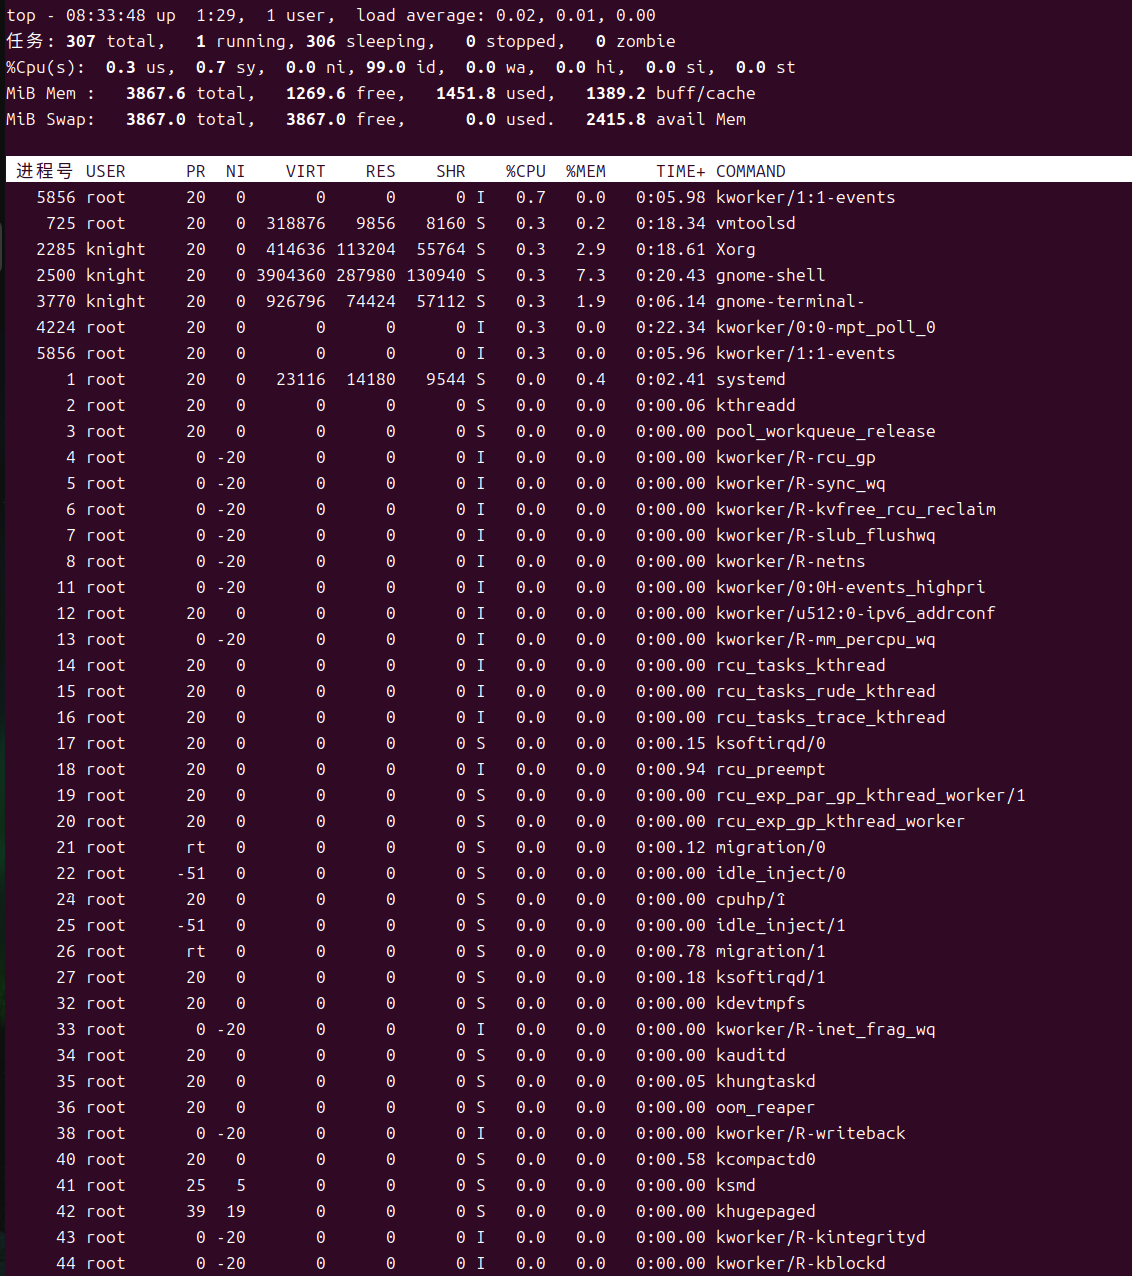 top - 08:33:48 up  1:29,  1 user,  load average: 0.02, 0.01, 0.00
任务: 307 total,   1 running, 306 sleeping,   0 stopped,   0 zombie
%Cpu(s):  0.3 us,  0.7 sy,  0.0 ni, 99.0 id,  0.0 wa,  0.0 hi,  0.0 si,  0.0 st
MiB Mem :   3867.6 total,   1269.6 free,   1451.8 used,   1389.2 buff/cache
MiB Swap:   3867.0 total,   3867.0 free,      0.0 used.   2415.8 avail Mem
进程号 USER      PR  NI    VIRT    RES    SHR    %CPU  %MEM     TIME+ COMMAND
5856 root      20   0       0      0      0 I   0.7   0.0   0:05.98 kworker/1:1-events
725 root      20   0  318876   9856   8160 S   0.3   0.2   0:18.34 vmtoolsd
2285 knight    20   0  414636 113204  55764 S   0.3   2.9   0:18.61 Xorg
2500 knight    20   0 3904360 287980 130940 S   0.3   7.3   0:20.43 gnome-shell
3770 knight    20   0  926796  74424  57112 S   0.3   1.9   0:06.14 gnome-terminal-
4224 root      20   0       0      0      0 I   0.3   0.0   0:22.34 kworker/0:0-mpt_poll_0
5856 root      20   0       0      0      0 I   0.3   0.0   0:05.96 kworker/1:1-events
1 root      20   0   23116  14180   9544 S   0.0   0.4   0:02.41 systemd
2 root      20   0       0      0      0 S   0.0   0.0   0:00.06 kthreadd
3 root      20   0       0      0      0 S   0.0   0.0   0:00.00 pool_workqueue_release
4 root       0 -20       0      0      0 I   0.0   0.0   0:00.00 kworker/R-rcu_gp
5 root       0 -20       0      0      0 I   0.0   0.0   0:00.00 kworker/R-sync_wq
6 root       0 -20       0      0      0 I   0.0   0.0   0:00.00 kworker/R-kvfree_rcu_reclaim
7 root       0 -20       0      0      0 I   0.0   0.0   0:00.00 kworker/R-slub_flushwq
8 root       0 -20       0      0      0 I   0.0   0.0   0:00.00 kworker/R-netns
11 root       0 -20       0      0      0 I   0.0   0.0   0:00.00 kworker/0:0H-events_highpri
12 root      20   0       0      0      0 I   0.0   0.0   0:00.00 kworker/u512:0-ipv6_addrconf
13 root       0 -20       0      0      0 I   0.0   0.0   0:00.00 kworker/R-mm_percpu_wq
14 root      20   0       0      0      0 I   0.0   0.0   0:00.00 rcu_tasks_kthread
15 root      20   0       0      0      0 I   0.0   0.0   0:00.00 rcu_tasks_rude_kthread
16 root      20   0       0      0      0 I   0.0   0.0   0:00.00 rcu_tasks_trace_kthread
17 root      20   0       0      0      0 S   0.0   0.0   0:00.15 ksoftirqd/0
18 root      20   0       0      0      0 I   0.0   0.0   0:00.94 rcu_preempt
19 root      20   0       0      0      0 S   0.0   0.0   0:00.00 rcu_exp_par_gp_kthread_worker/1
20 root      20   0       0      0      0 S   0.0   0.0   0:00.00 rcu_exp_gp_kthread_worker
21 root      rt   0       0      0      0 S   0.0   0.0   0:00.12 migration/0
22 root     -51   0       0      0      0 S   0.0   0.0   0:00.00 idle_inject/0
root      20   0       0      0      0 S   0.0   0.0   0:00.00
25 root     -51   0       0      0      0 S   0.0   0.0   0:00.00 idle_inject/1
26 root      rt   0       0      0      0 S   0.0   0.0   0:00.78 migration/1
27 root      20   0       0      0      0 S   0.0   0.0   0:00.18 ksoftirqd/1
32 root      20   0       0      0      0 S   0.0   0.0   0:00.00 kdevtmpfs
33 root       0 -20       0      0      0 I   0.0   0.0   0:00.00 kworker/R-inet_frag_wq
34 root      20   0       0      0      0 S   0.0   0.0   0:00.00 kauditd
35 root      20   0       0      0      0 S   0.0   0.0   0:00.05 khungtaskd
36 root      20   0       0      0      0 S   0.0   0.0   0:00.00 oom_reaper
38 root       0 -20       0      0      0 I   0.0   0.0   0:00.00 kworker/R-writeback
40 root      20   0       0      0      0 S   0.0   0.0   0:00.58 kcompactd0
41 root      25   5       0      0      0 S   0.0   0.0   0:00.00 ksmd
42 root      39  19       0      0      0 S   0.0   0.0   0:00.00 khugepaged
43 root       0 -20       0      0      0 I   0.0   0.0   0:00.00 kworker/R-kintegrityd
44 root       0 -20       0      0      0 I   0.0   0.0   0:00.00 kworker/R-kblockd